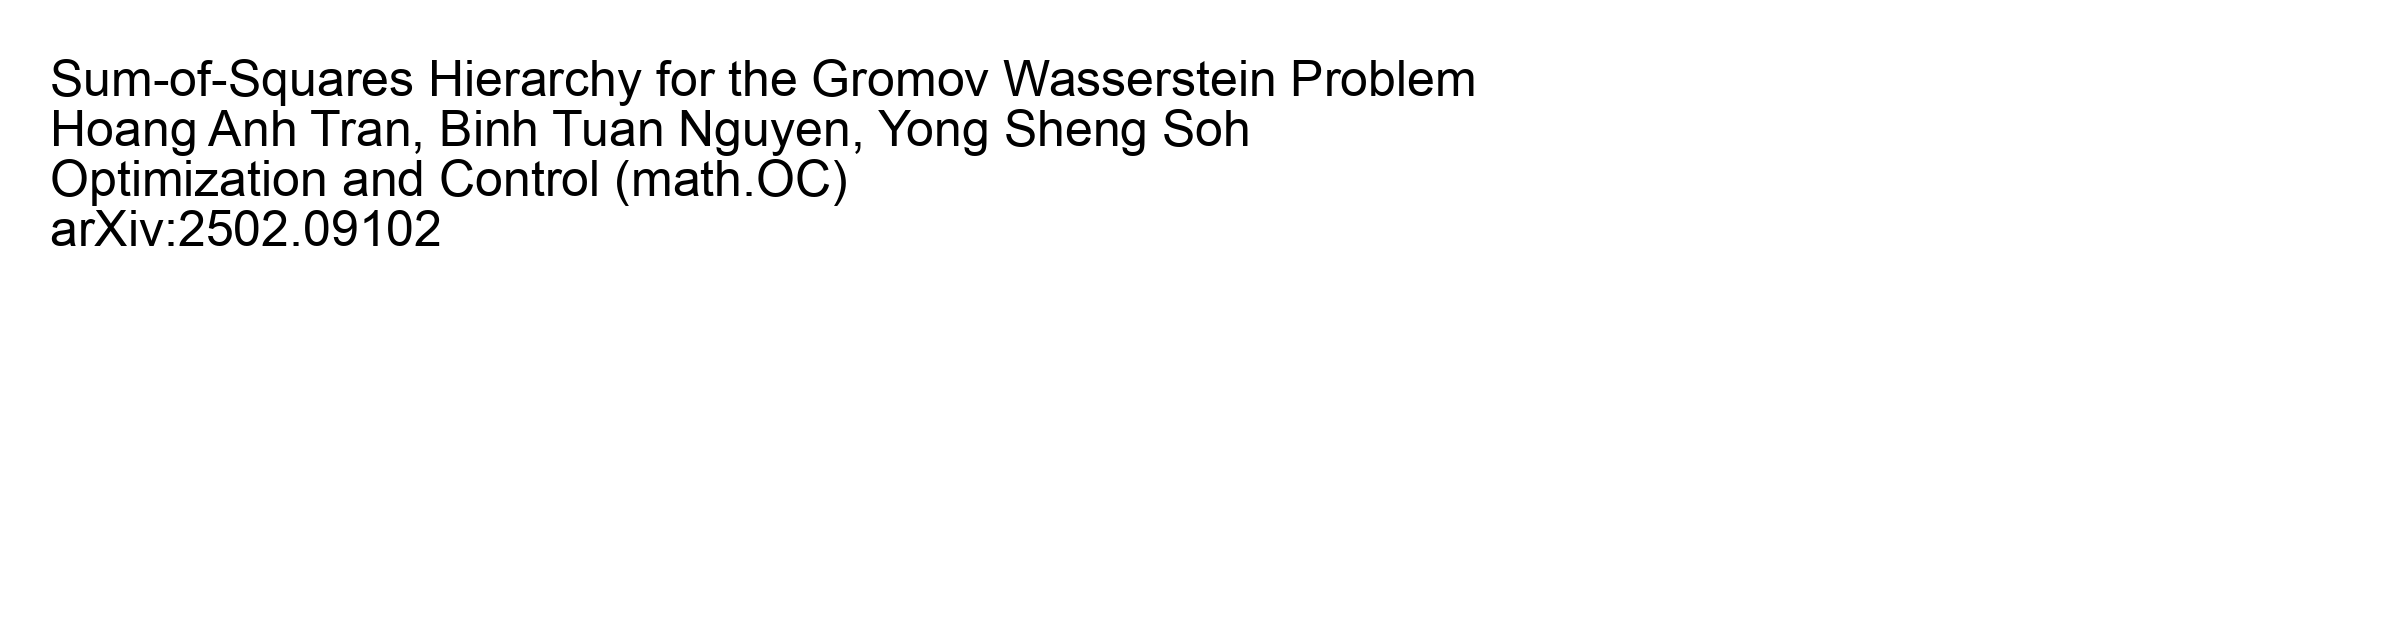 Sum-of-Squares Hierarchy for the Gromov Wasserstein Problem
Hoang Anh Tran, Binh Tuan Nguyen, Yong Sheng Soh
Optimization and Control (math.OC)
arXiv:2502.09102